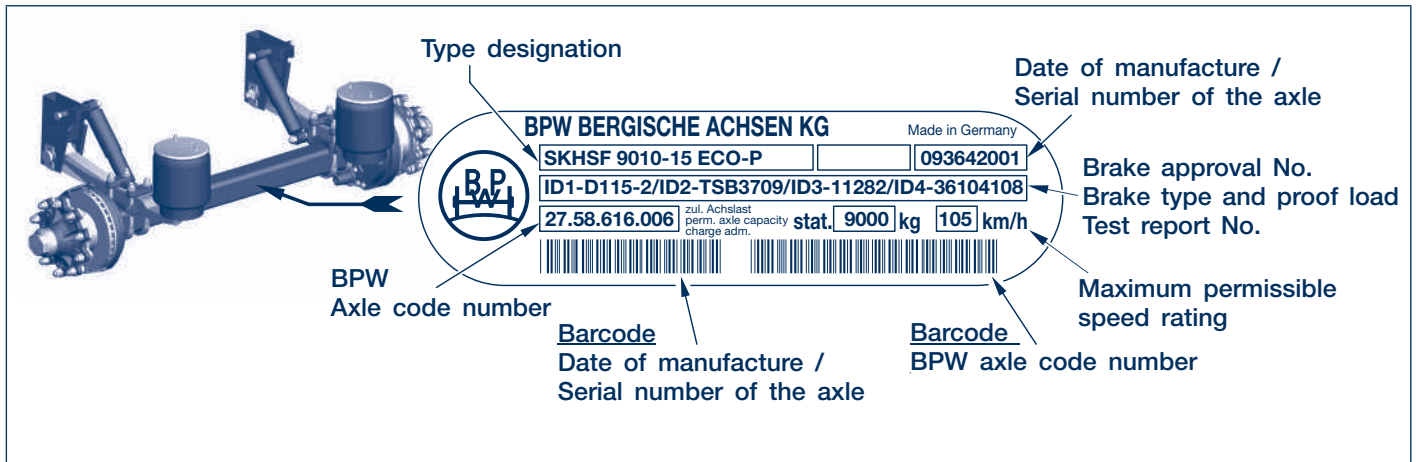 Type designation
Date of manufacture /
Serial number of the axle
BPW BERGISCHE ACHSEN KG
Made in Germany
SKHSF 9010-15 ECO-P
093642001
BPW
ID1-D115-2/ID2-TSB3709/ID3-11282/ID4-36104108
Brake approval No.
Brake type and proof load
Test report No.
27.58.616.006
zul. Achslast
perm. axle capacity
charge adm.
stat. 9000 kg 105 km/h
BPW
Axle code number
Maximum permissible
speed rating
Barcode
Date of manufacture /
Serial number of the axle
Barcode
BPW axle code number